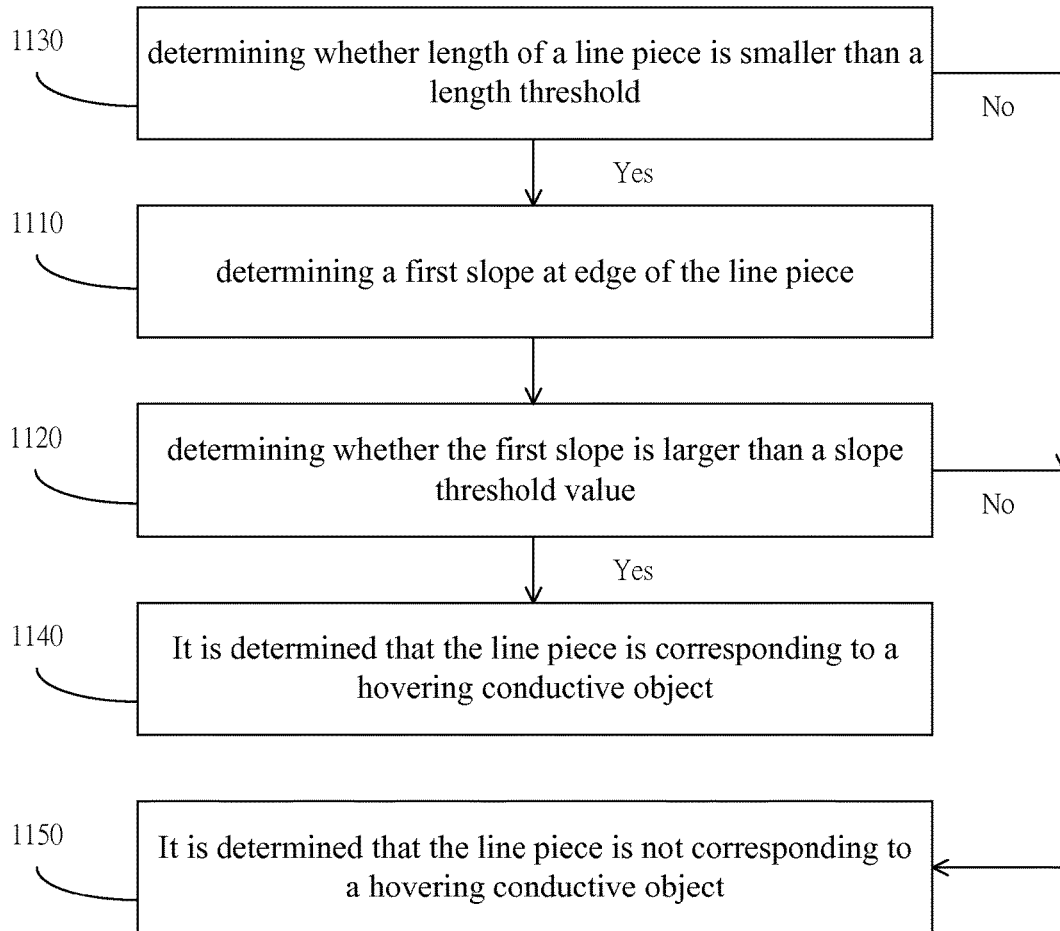 1130
determining whether length of a line piece is smaller than a
length threshold
No
Yes
1110
determining a first slope at edge of the line piece
1120
determining whether the first slope is larger than a slope
threshold value
No
Yes
1140
It is determined that the line piece is corresponding to a
hovering conductive object
1150
It is determined that the line piece is not corresponding to
a hovering conductive object